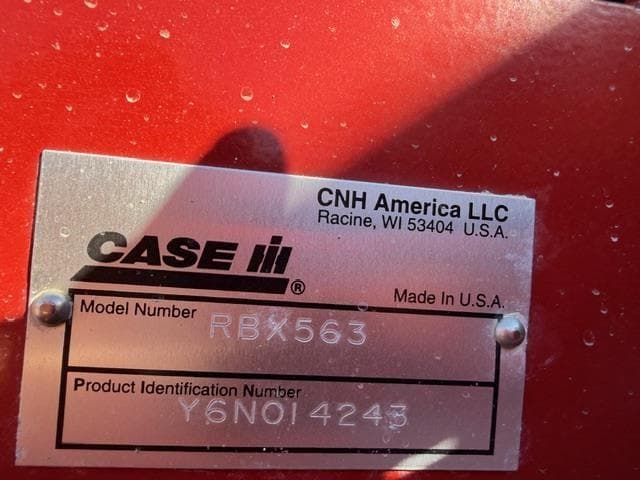 CNH America LLC
Racine, WI 53404 U.S.A.
CASE IH®
Made In U.S.A.
Model Number
RBX563
Product Identification Number
Y6N014243